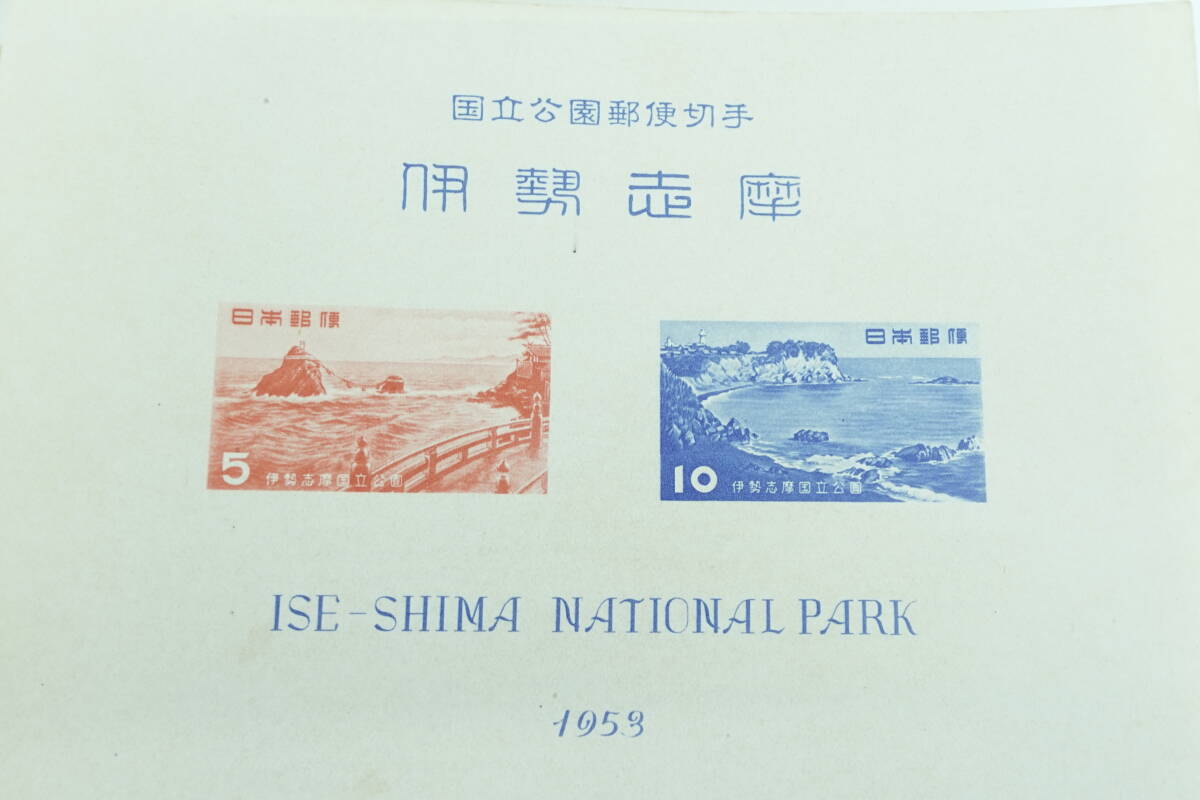 国立公園郵便切手
伊勢志摩
日本郵便
5 伊勢志摩国立公園
日本郵便
10 伊勢志摩国立公園
ISE-SHIMA NATIONAL PARK
1953